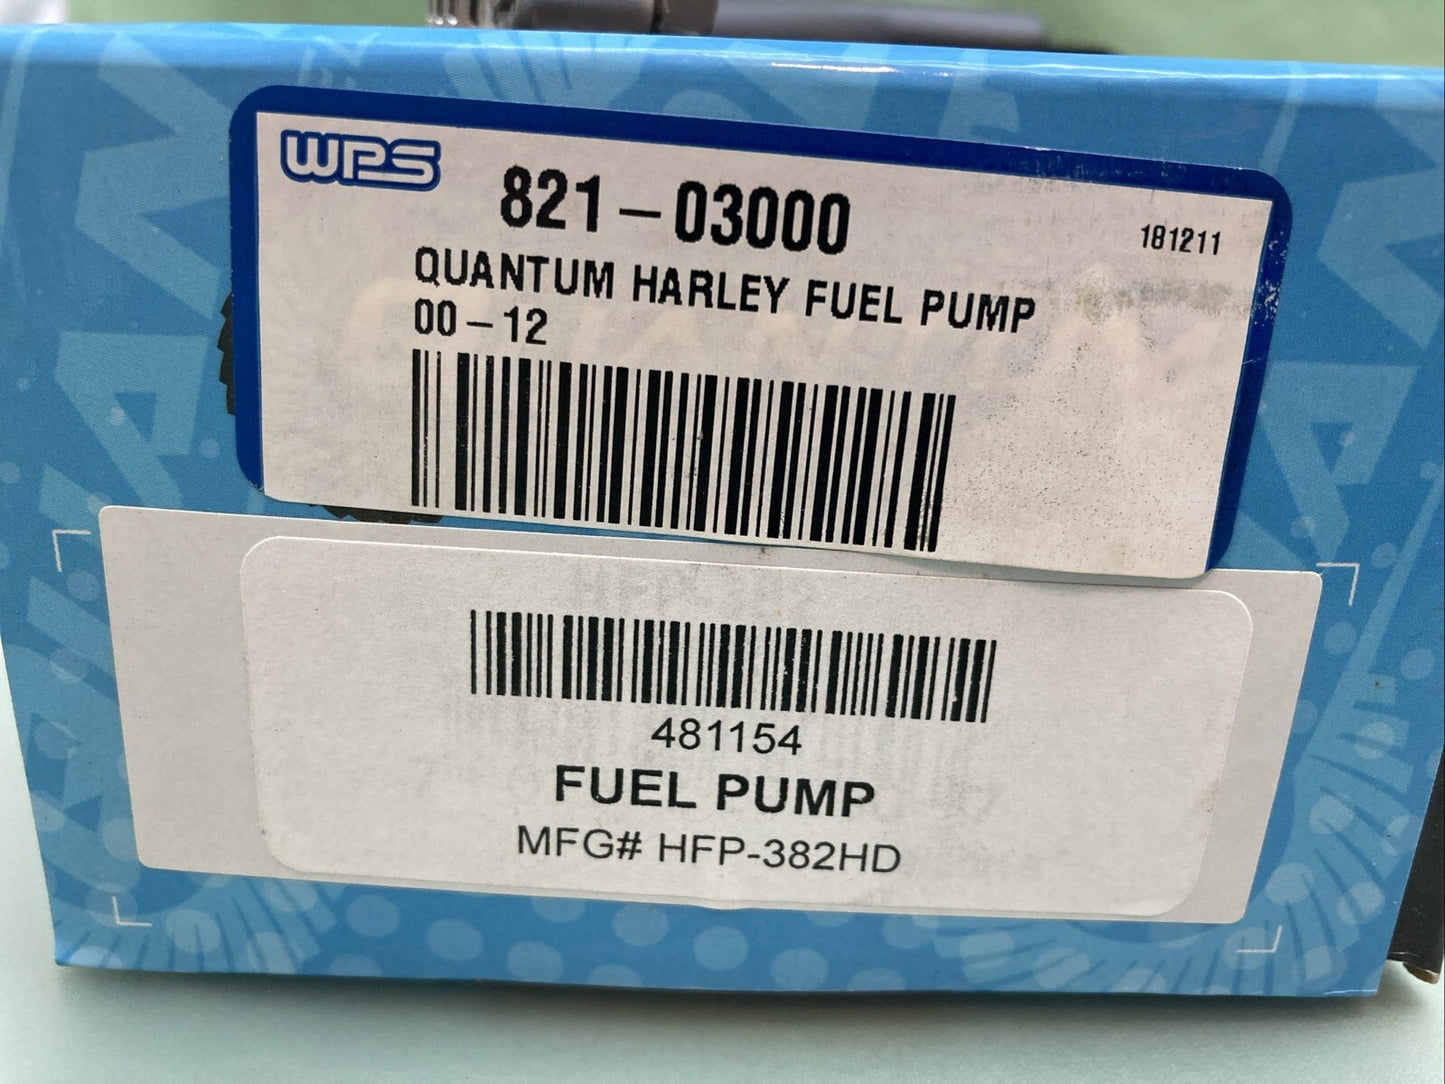 WPS
821-03000
181211
QUANTUM HARLEY FUEL PUMP
00-12
481154
FUEL PUMP
MFG# HFP-382HD